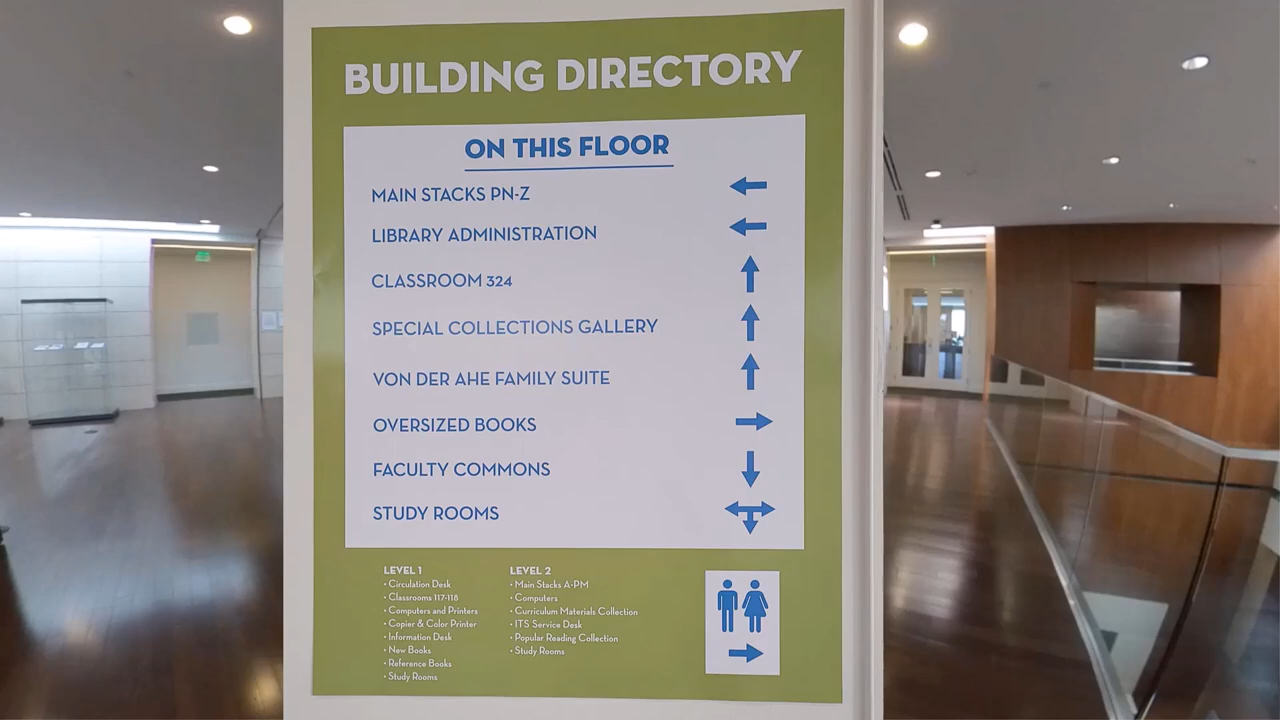 BUILDING DIRECTORY
ON THIS FLOOR
MAIN STACKS PN-Z
LIBRARY ADMINISTRATION
CLASSROOM 324
SPECIAL COLLECTIONS GALLERY
VON DER AHE FAMILY SUITE
OVERSIZED BOOKS
FACULTY COMMONS
STUDY ROOMS
LEVEL 1
• Circulation Desk
• Classrooms 117-118
• Computers and Printers
• Copier & Color Printer
• Information Desk
• New Books
• Reference Books
• Study Rooms
LEVEL 2
• Main Stacks A-PM
• Computers
• Curriculum Materials Collection
• ITS Service Desk
• Popular Reading Collection
• Study Rooms